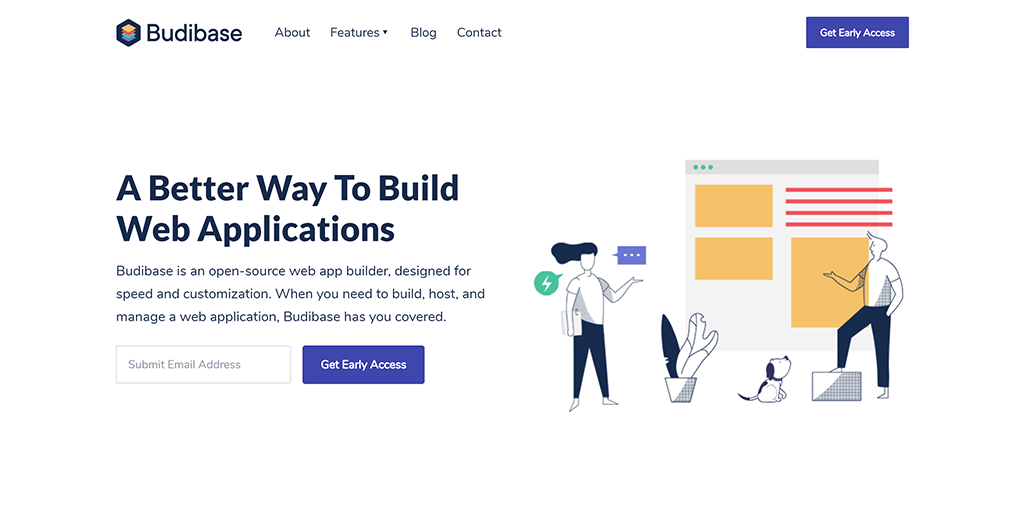 Budibase
About
Features ▾
Blog
Contact
Get Early Access
A Better Way To Build
Web Applications
Budibase is an open-source web app builder, designed for
speed and customization. When you need to build, host, and
manage a web application, Budibase has you covered.
Submit Email Address
Get Early Access